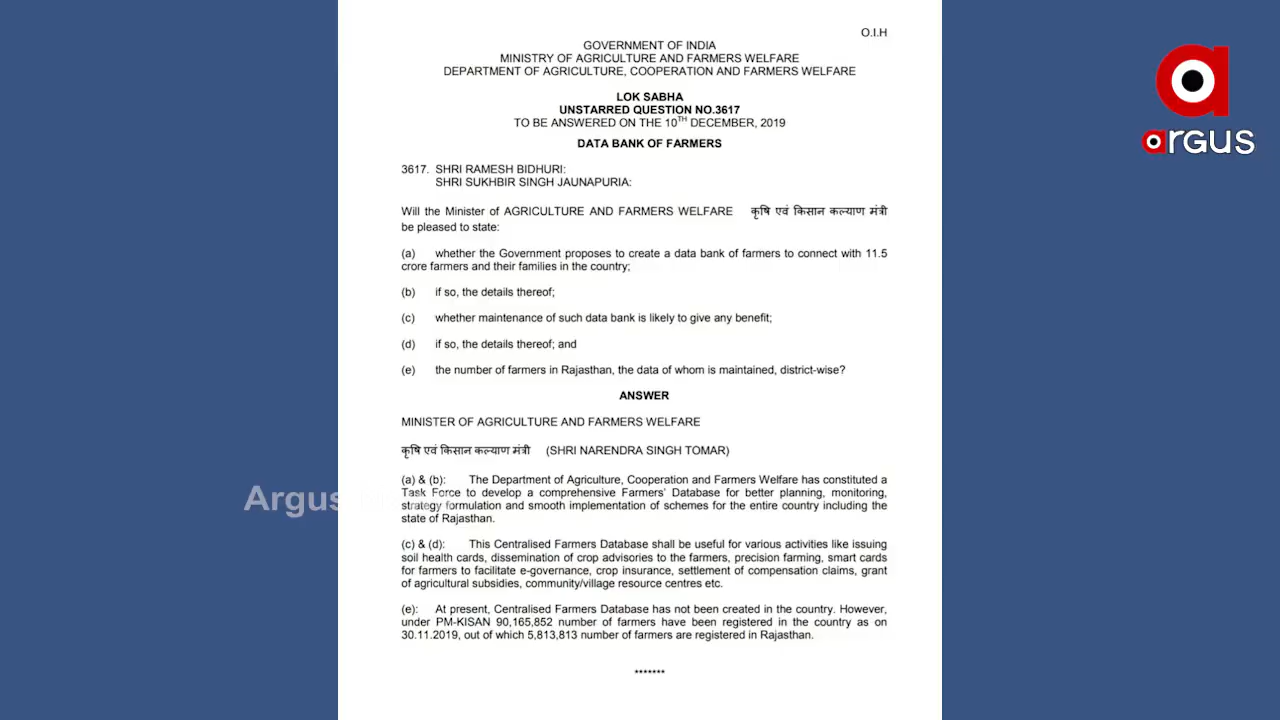 O.I.H
GOVERNMENT OF INDIA
MINISTRY OF AGRICULTURE AND FARMERS WELFARE
DEPARTMENT OF AGRICULTURE, COOPERATION AND FARMERS WELFARE
LOK SABHA
UNSTARRED QUESTION NO.3617
TO BE ANSWERED ON THE 10TH DECEMBER, 2019
DATA BANK OF FARMERS
3617. SHRI RAMESH BIDHURI:
SHRI SUKHBIR SINGH JAUNAPURIA:
Will the Minister of AGRICULTURE AND FARMERS WELFARE कृषि एवं किसान कल्याण मंत्री
be pleased to state:
(a) whether the Government proposes to create a data bank of farmers to connect with 11.5
crore farmers and their families in the country;
(b) if so, the details thereof;
(c) whether maintenance of such data bank is likely to give any benefit;
(d) if so, the details thereof; and
(e) the number of farmers in Rajasthan, the data of whom is maintained, district-wise?
ANSWER
MINISTER OF AGRICULTURE AND FARMERS WELFARE
कृषि एवं किसान कल्याण मंत्री (SHRI NARENDRA SINGH TOMAR)
(a) & (b): The Department of Agriculture, Cooperation and Farmers Welfare has constituted a
Task Force to develop a comprehensive Farmers' Database for better planning, monitoring,
strategy formulation and smooth implementation of schemes for the entire country including the
state of Rajasthan.
(c) & (d): This Centralised Farmers Database shall be useful for various activities like issuing
soil health cards, dissemination of crop advisories to the farmers, precision farming, smart cards
for farmers to facilitate e-governance, crop insurance, settlement of compensation claims, grant
of agricultural subsidies, community/village resource centres etc.
(e): At present, Centralised Farmers Database has not been created in the country. However,
under PM-KISAN 90,165,852 number of farmers have been registered in the country as on
30.11.2019, out of which 5,813,813 number of farmers are registered in Rajasthan.
*******
argus
Argus